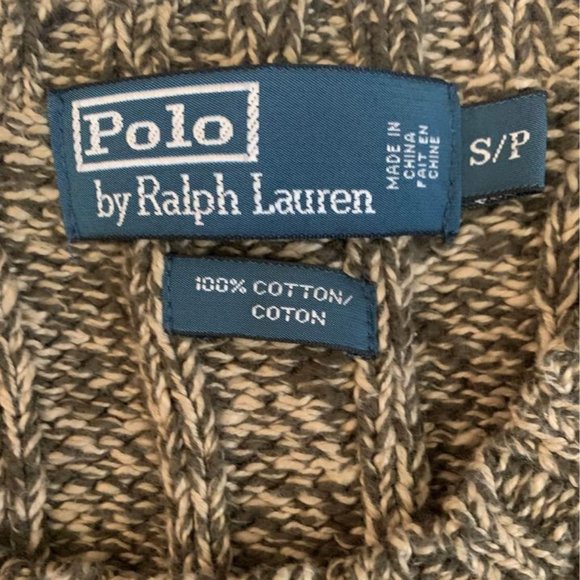 Polo
by Ralph Lauren
MADE IN
CHINA
FAIT EN
CHINE
S/P
100% COTTON/
COTON